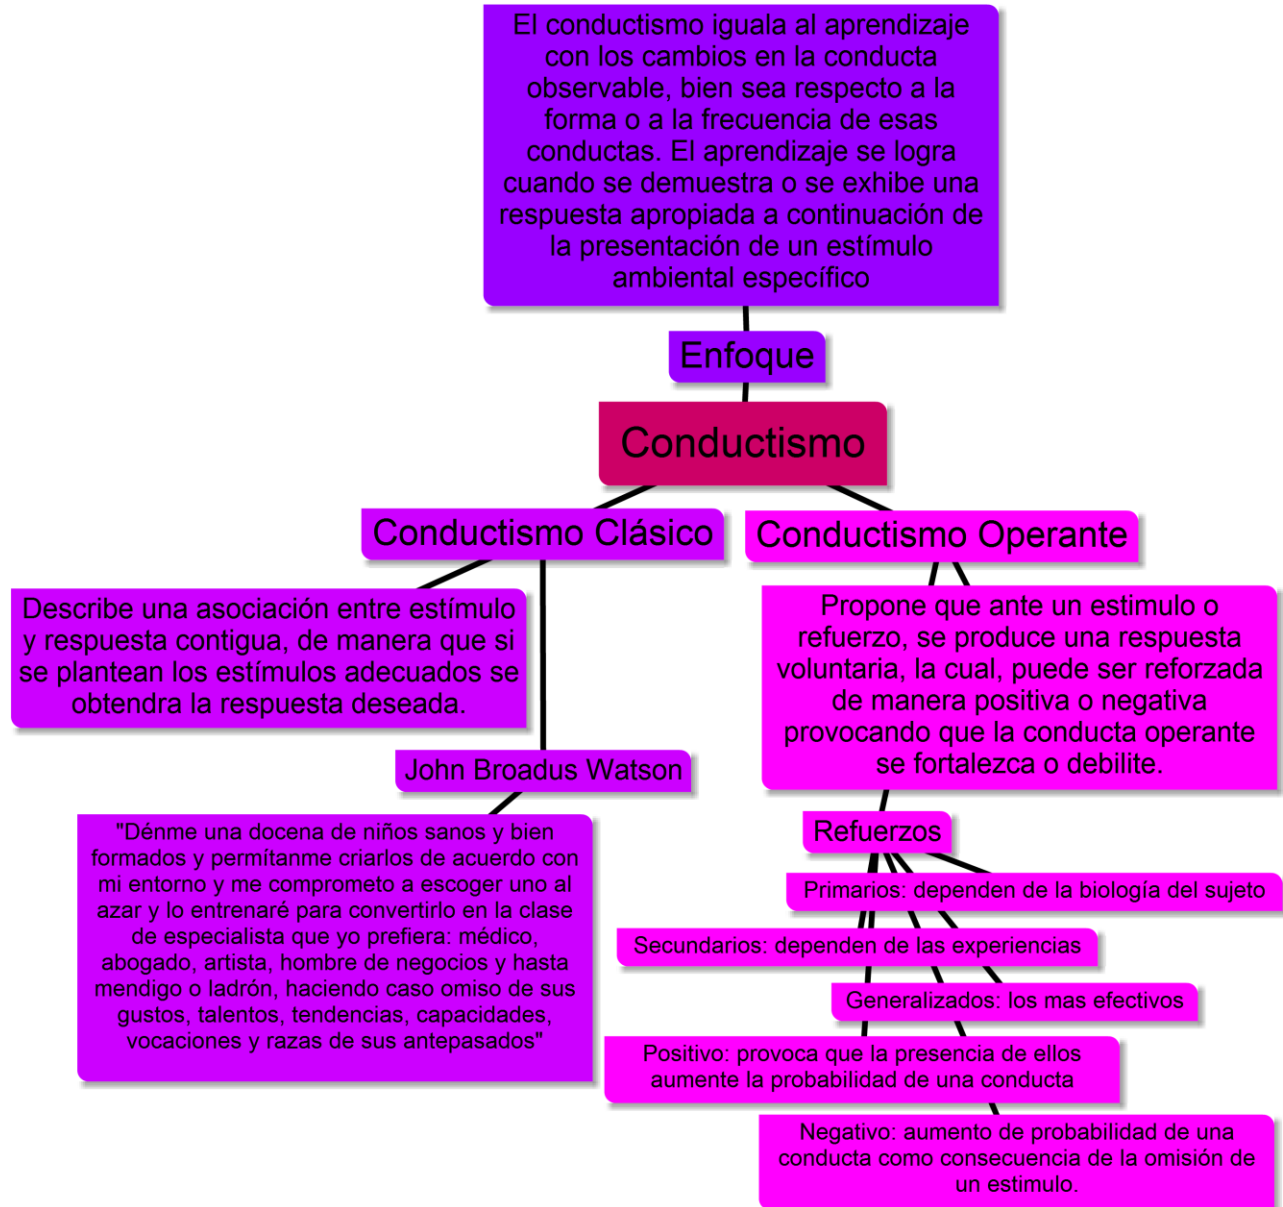 El conductismo iguala al aprendizaje
con los cambios en la conducta
observable, bien sea respecto a la
forma o a la frecuencia de esas
conductas. El aprendizaje se logra
cuando se demuestra o se exhibe una
respuesta apropiada a continuación de
la presentación de un estímulo
ambiental específico
Enfoque
Conductismo
Conductismo Clásico
Describe una asociación entre estímulo
y respuesta contigua, de manera que si
se plantean los estímulos adecuados se
obtendra la respuesta deseada.
John Broadus Watson
"Dénme una docena de niños sanos y bien
formados y permítanme criarlos de acuerdo con
mi entorno y me comprometo a escoger uno al
azar y lo entrenaré para convertirlo en la clase
de especialista que yo prefiera: médico,
abogado, artista, hombre de negocios y hasta
mendigo o ladrón, haciendo caso omiso de sus
gustos, talentos, tendencias, capacidades,
vocaciones y razas de sus antepasados"
Conductismo Operante
Propone que ante un estimulo o
refuerzo, se produce una respuesta
voluntaria, la cual, puede ser reforzada
de manera positiva o negativa
provocando que la conducta operante
se fortalezca o debilite.
Refuerzos
Primarios: dependen de la biología del sujeto
Secundarios: dependen de las experiencias
Generalizados: los mas efectivos
Positivo: provoca que la presencia de ellos
aumente la probabilidad de una conducta
Negativo: aumento de probabilidad de una
conducta como consecuencia de la omisión de
un estimulo.